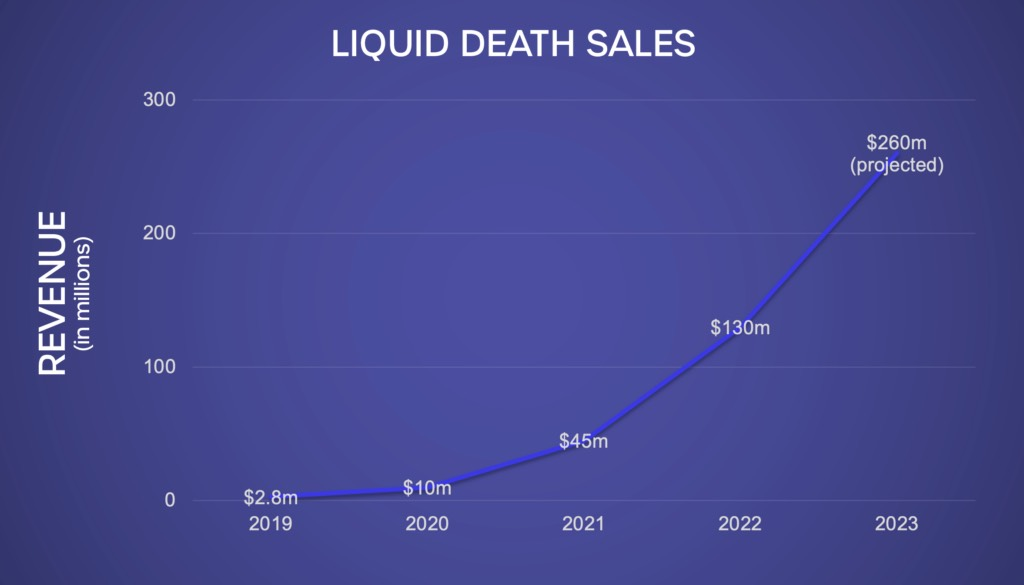 LIQUID DEATH SALES
REVENUE
(in millions)
300
200
100
0
$2.8m
$10m
$45m
$130m
$260m
(projected)
2019
2020
2021
2022
2023